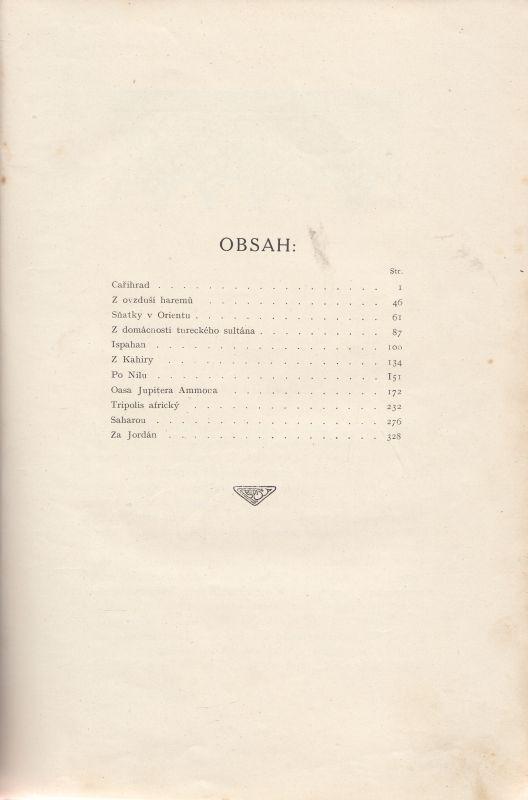 OBSAH:
Str.
Cařihrad . . . . . . . . . . . . . . . . . . 1
Z ovzduší haremů . . . . . . . . . . . . . . 46
Sňatky v Orientu . . . . . . . . . . . . . . . 61
Z domácnosti tureckého sultána . . . . . . . . . . 87
Ispahan . . . . . . . . . . . . . . . . . . 100
Z Kahiry . . . . . . . . . . . . . . . . . 134
Po Nilu . . . . . . . . . . . . . . . . . . 151
Oasa Jupitera Ammona . . . . . . . . . . . . 172
Tripolis africký . . . . . . . . . . . . . . . 232
Saharou . . . . . . . . . . . . . . . . . . 276
Za Jordán . . . . . . . . . . . . . . . . . 328